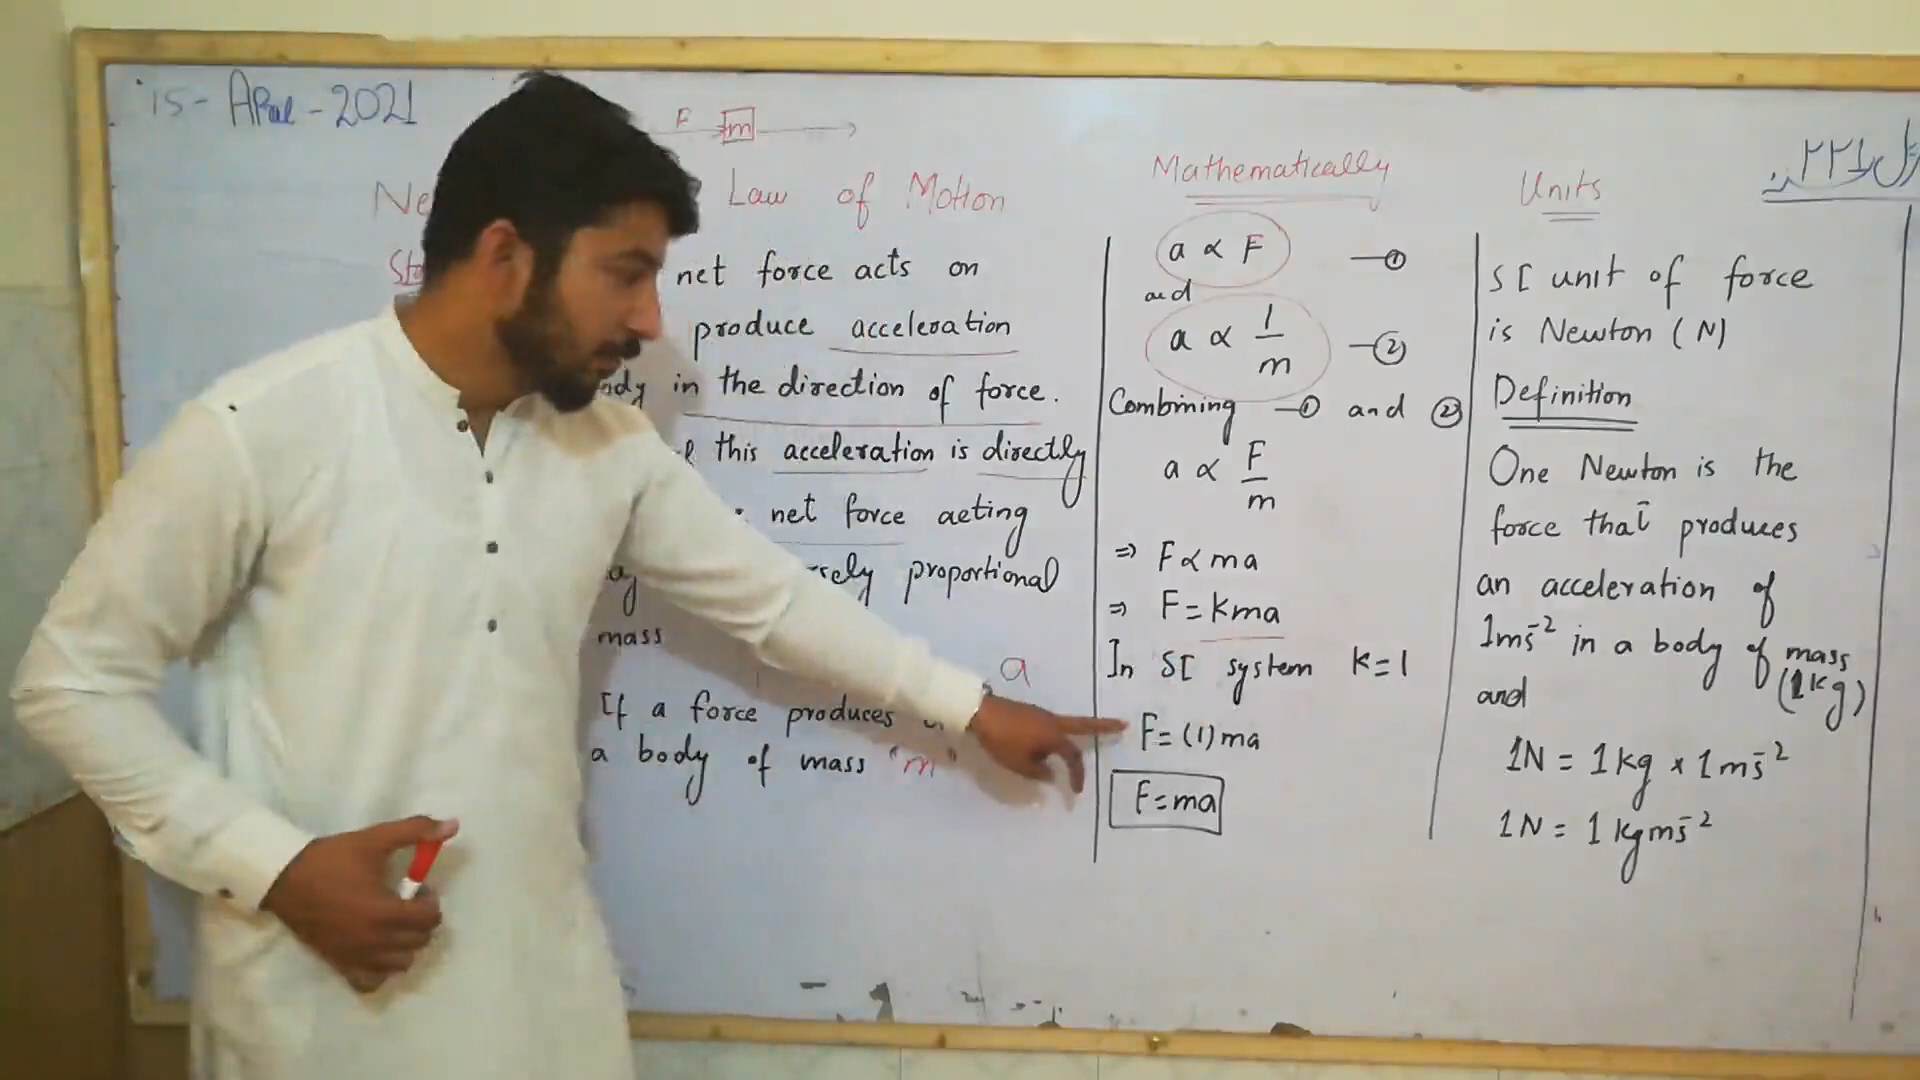 15- April - 2021
F m
Law of Motion
net force acts on
produce acceleration
in the direction of force.
this acceleration is directly
net force acting
proportional
mass
a
If a force produces
a body of mass "m"
Mathematically
a ∝ F —①
and
a ∝ 1/m —②
Combining —① and ②
a ∝ F/m
⇒ F ∝ ma
⇒ F = Kma
In SI system K=1
F = (1) ma
F = ma
Units
SI unit of force
is Newton (N)
Definition
One Newton is the
force that produces
an acceleration of
1ms⁻² in a body of mass
(1kg)
and
1N = 1kg x 1ms⁻²
1N = 1kgms⁻²